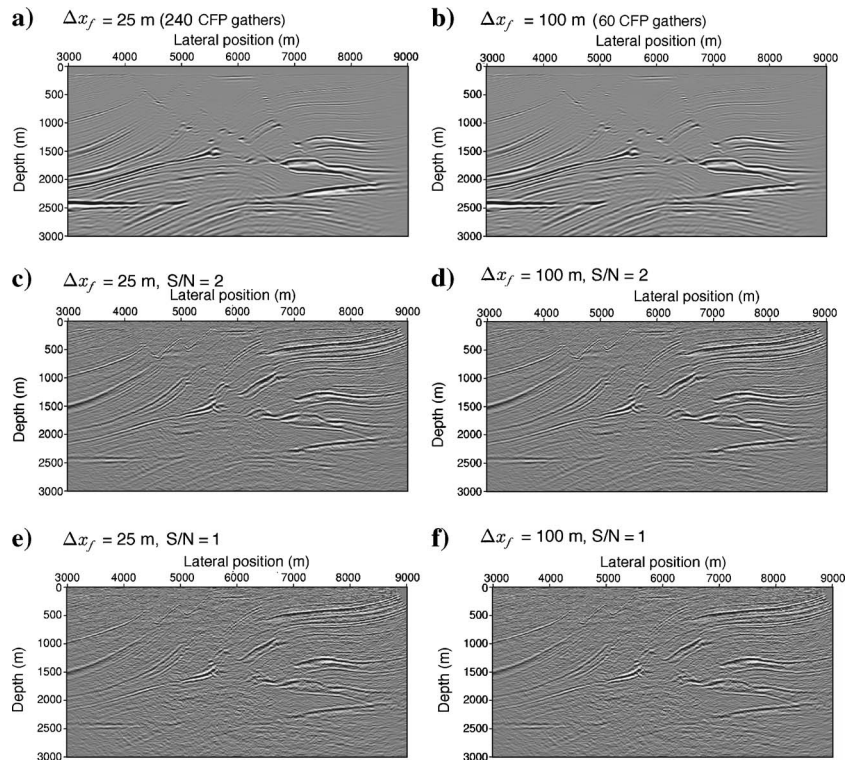 a) Δx_f = 25 m (240 CFP gathers)
Lateral position (m)
3000 4000 5000 6000 7000 8000 9000
Depth (m)
0
500
1000
1500
2000
2500
3000
b) Δx_f = 100 m (60 CFP gathers)
Lateral position (m)
3000 4000 5000 6000 7000 8000 9000
Depth (m)
0
500
1000
1500
2000
2500
3000
c) Δx_f = 25 m, S/N = 2
Lateral position (m)
3000 4000 5000 6000 7000 8000 9000
Depth (m)
0
500
1000
1500
2000
2500
3000
d) Δx_f = 100 m, S/N = 2
Lateral position (m)
3000 4000 5000 6000 7000 8000 9000
Depth (m)
0
500
1000
1500
2000
2500
3000
e) Δx_f = 25 m, S/N = 1
Lateral position (m)
3000 4000 5000 6000 7000 8000 9000
Depth (m)
0
500
1000
1500
2000
2500
3000
f) Δx_f = 100 m, S/N = 1
Lateral position (m)
3000 4000 5000 6000 7000 8000 9000
Depth (m)
0
500
1000
1500
2000
2500
3000